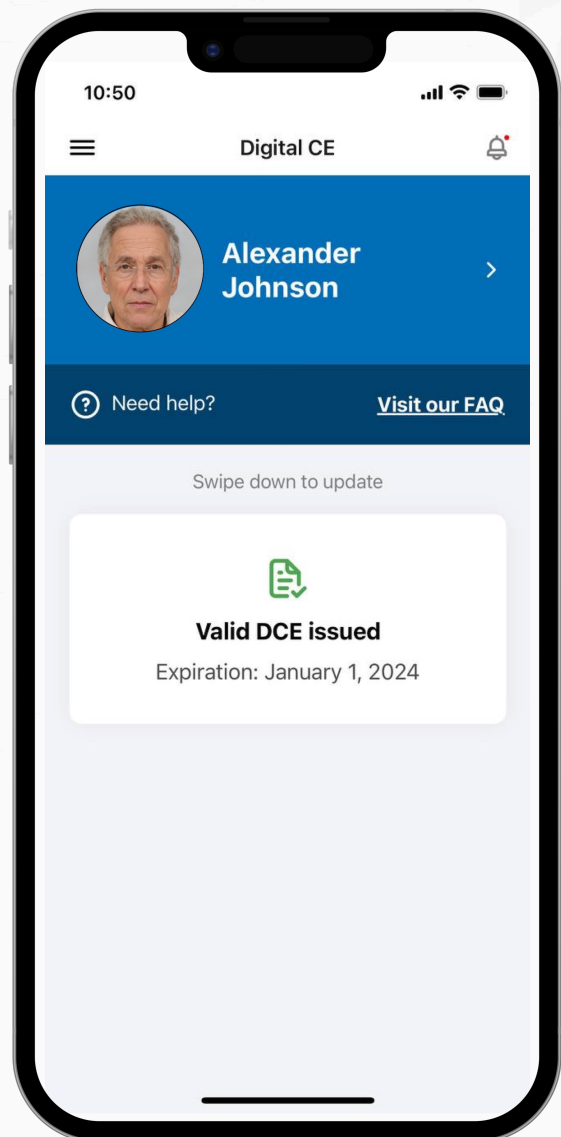 10:50
Digital CE
Alexander
Johnson
Need help?
Visit our FAQ
Swipe down to update
Valid DCE issued
Expiration: January 1, 2024